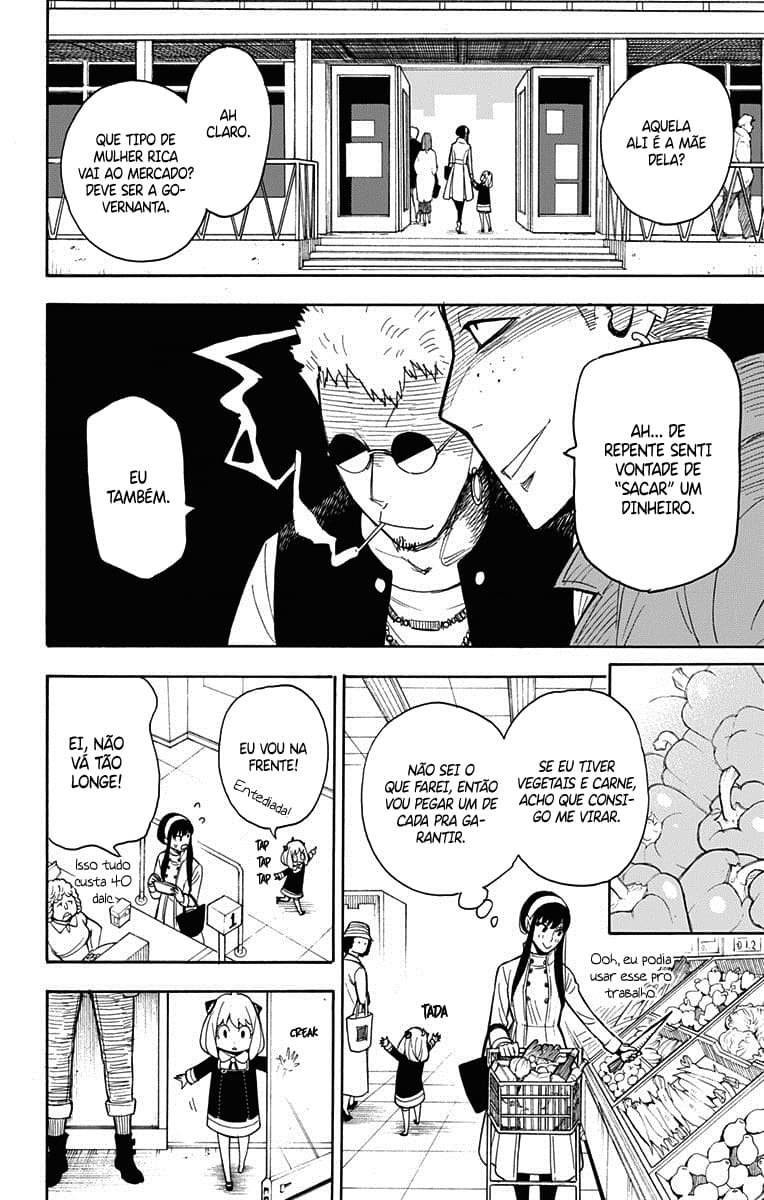 AQUELA
ALI É A MÃE
DELA?
AH
CLARO.
QUE TIPO DE
MULHER RICA
VAI AO MERCADO?
DEVE SER A GO-
VERNANTA.
AH... DE
REPENTE SENTI
VONTADE DE
"SACAR" UM
DINHEIRO.
EU
TAMBÉM.
SE EU TIVER
VEGETAIS E CARNE,
ACHO QUE CONSI-
GO ME VIRAR.
NÃO SEI O
QUE FAREI, ENTÃO
VOU PEGAR UM DE
CADA PRA GA-
RANTIR.
Ooh, eu podia
usar esse pro
trabalho.
TADA
EU VOU NA
FRENTE!
Entediada!
TAP
TAP
TAP
EI, NÃO
VÁ TÃO
LONGE!
Isso tudo
custa 40
dalc.
1
CREAK